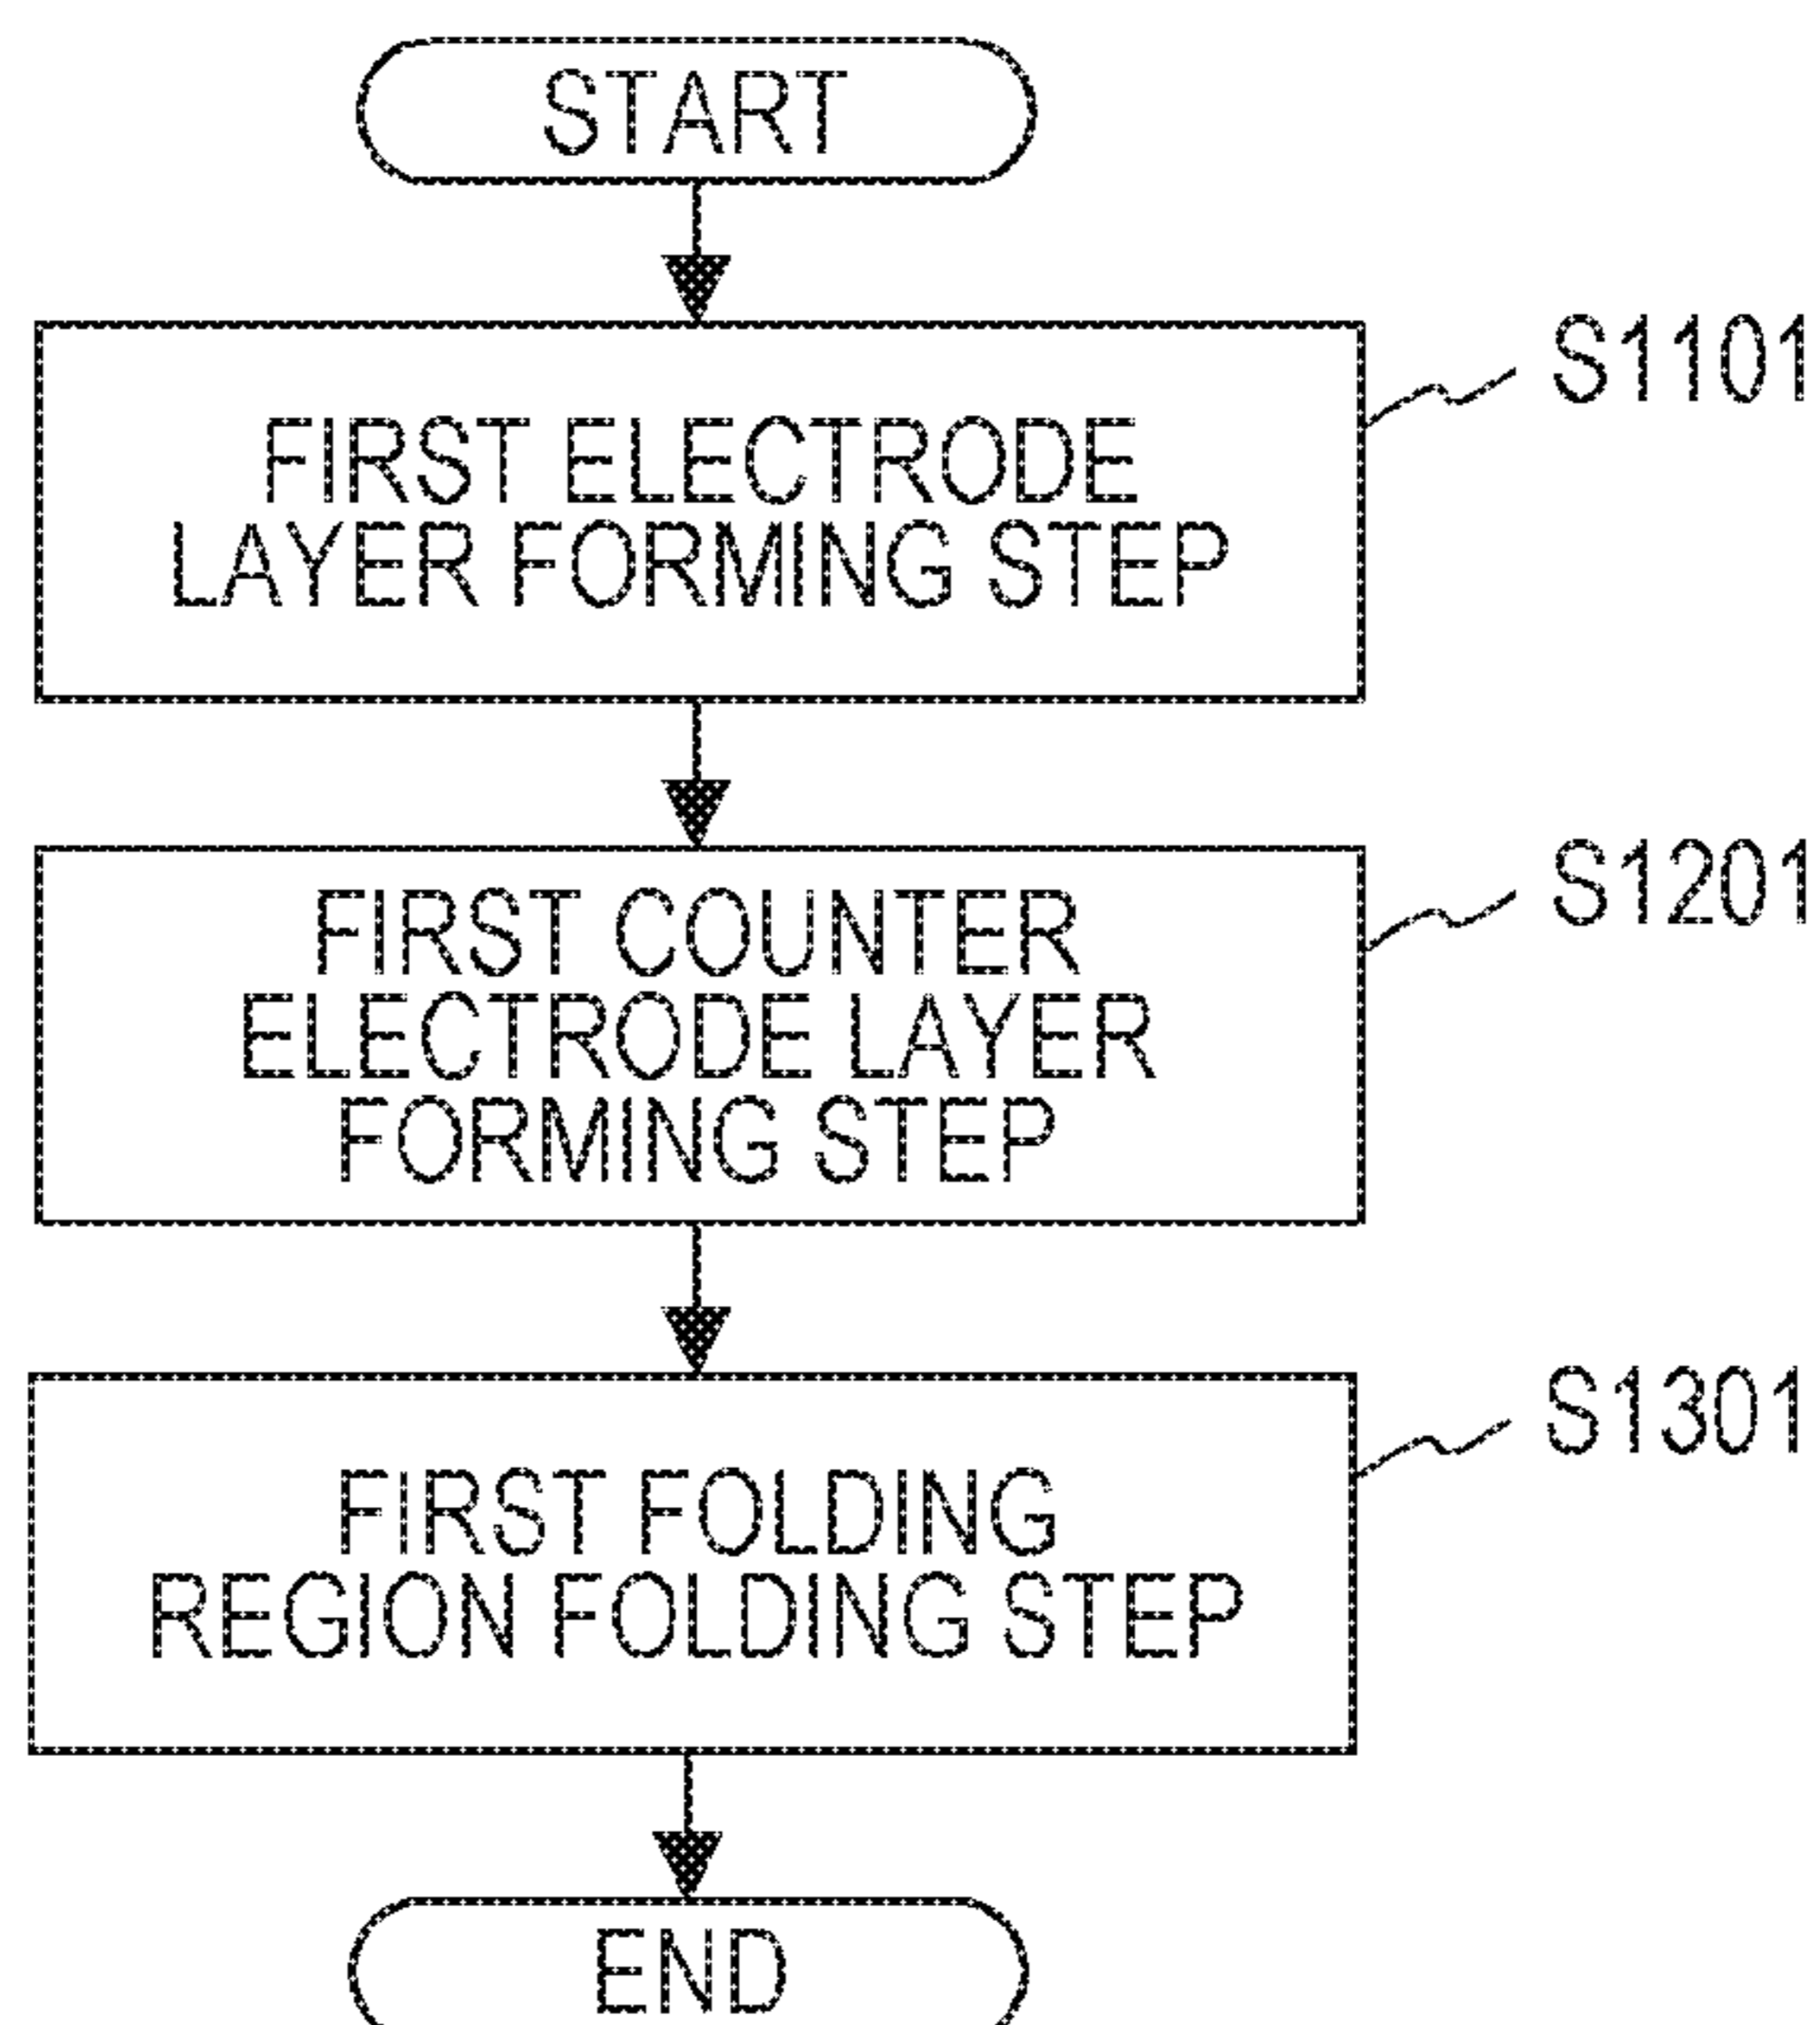 START
S1101
FIRST ELECTRODE
LAYER FORMING STEP
S1201
FIRST COUNTER
ELECTRODE LAYER
FORMING STEP
S1301
FIRST FOLDING
REGION FOLDING STEP
END